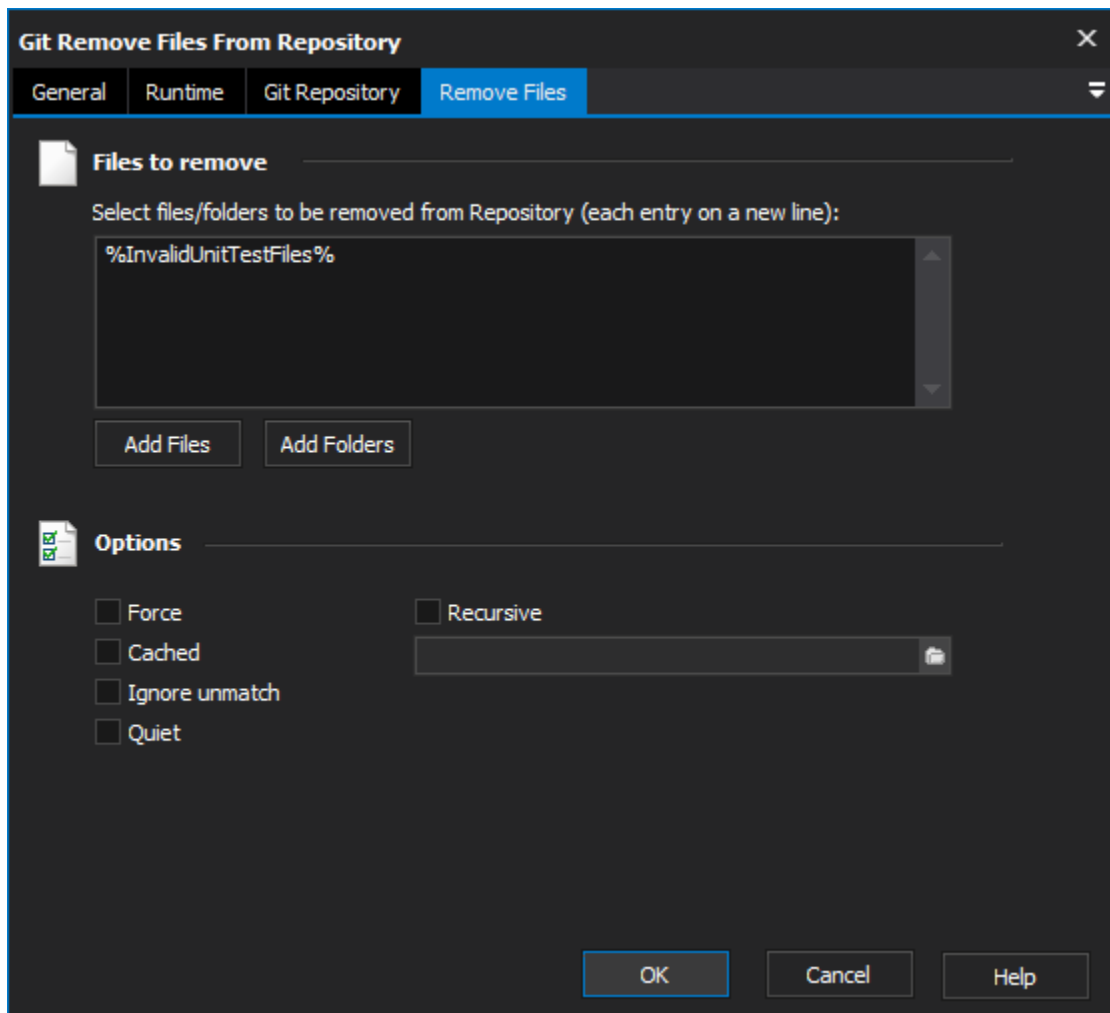 Git Remove Files From Repository
General Runtime Git Repository Remove Files
Files to remove
Select files/folders to be removed from Repository (each entry on a new line):
%InvalidUnitTestFiles%
Add Files Add Folders
Options
Force Recursive
Cached
Ignore unmatch
Quiet
OK Cancel Help